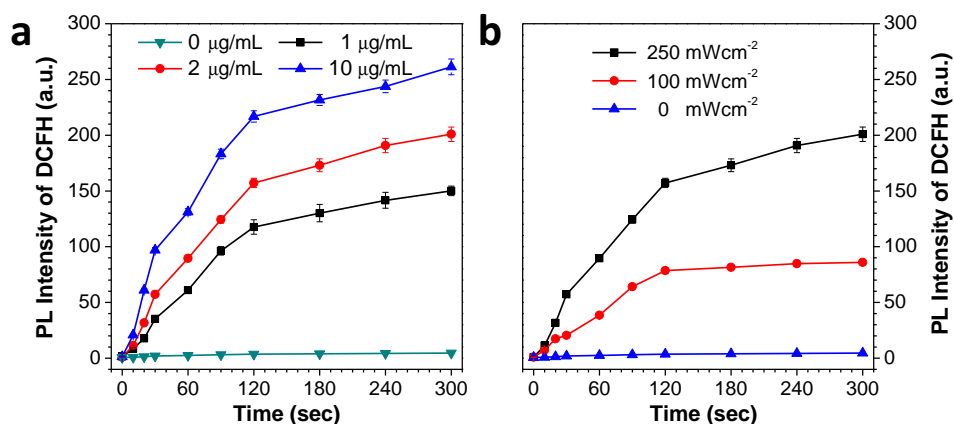 a
0 μg/mL
1 μg/mL
2 μg/mL
10 μg/mL
PL Intensity of DCFH (a.u.)
300
250
200
150
100
50
0
0 60 120 180 240 300
Time (sec)
b
250 mWcm-2
100 mWcm-2
0 mWcm-2
300
250
200
150
100
50
0
PL Intensity of DCFH (a.u.)
0 60 120 180 240 300
Time (sec)